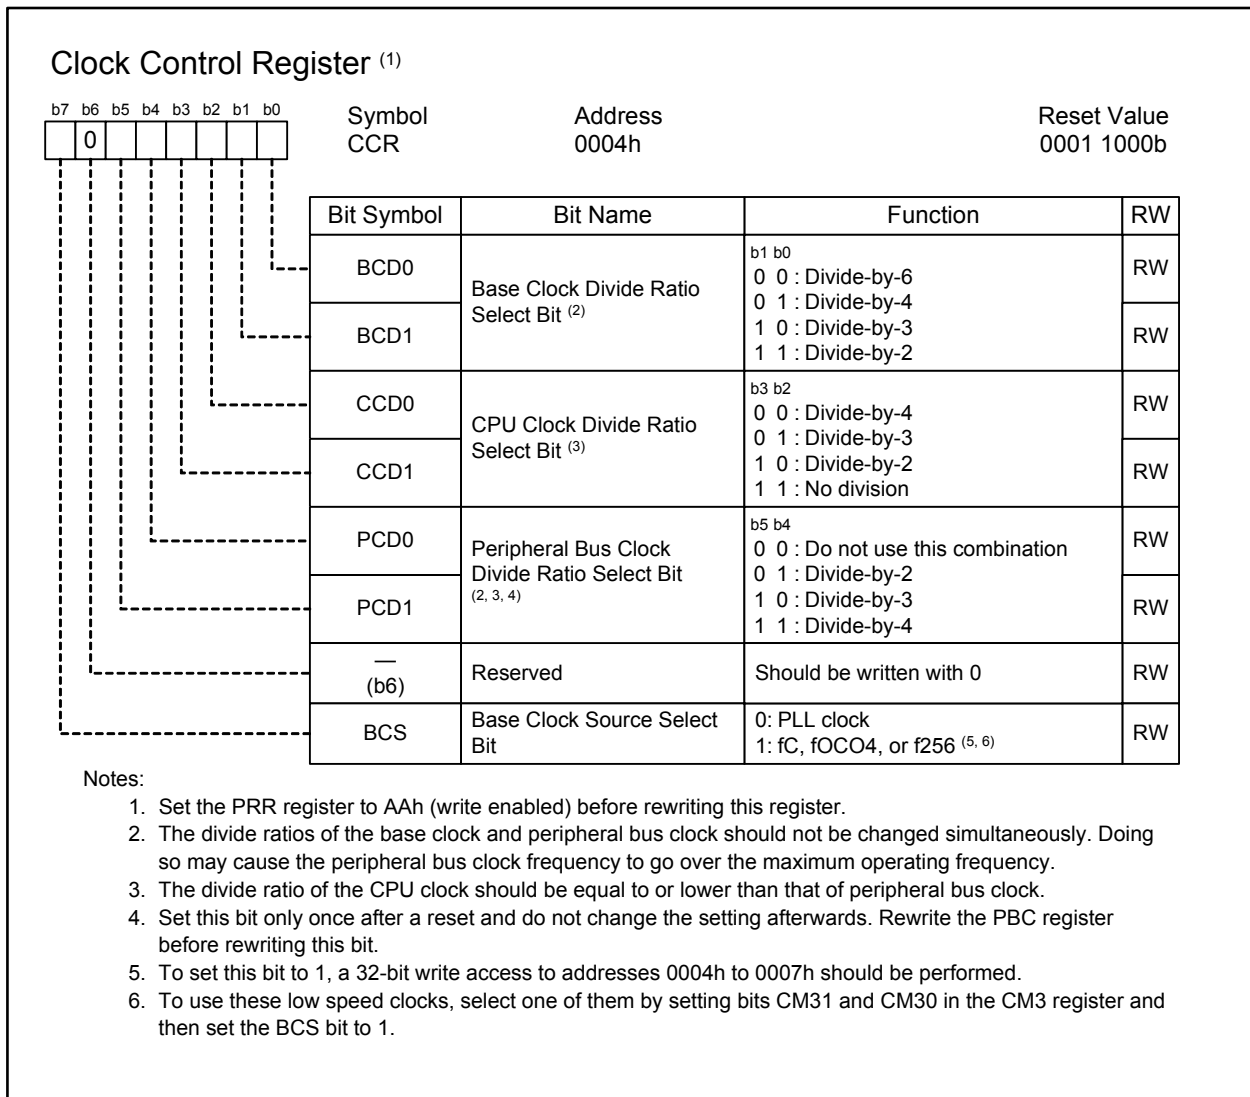 Clock Control Register (1)
b7 b6 b5 b4 b3 b2 b1 b0
0
Symbol Address Reset Value
CCR 0004h 0001 1000b
Bit Symbol Bit Name Function RW
BCD0 RW
BCD1 RW
Base Clock Divide Ratio
Select Bit (2)
b1 b0
0 0 : Divide-by-6
0 1 : Divide-by-4
1 0 : Divide-by-3
1 1 : Divide-by-2
CCD0 RW
CCD1 RW
CPU Clock Divide Ratio
Select Bit (3)
b3 b2
0 0 : Divide-by-4
0 1 : Divide-by-3
1 0 : Divide-by-2
1 1 : No division
PCD0 RW
PCD1 RW
Peripheral Bus Clock
Divide Ratio Select Bit
(2, 3, 4)
b5 b4
0 0 : Do not use this combination
0 1 : Divide-by-2
1 0 : Divide-by-3
1 1 : Divide-by-4
—
(b6) Reserved Should be written with 0 RW
BCS RW
Base Clock Source Select
Bit
0: PLL clock
1: fC, fOCO4, or f256 (5, 6)
Notes:
1. Set the PRR register to AAh (write enabled) before rewriting this register.
2. The divide ratios of the base clock and peripheral bus clock should not be changed simultaneously. Doing
so may cause the peripheral bus clock frequency to go over the maximum operating frequency.
3. The divide ratio of the CPU clock should be equal to or lower than that of peripheral bus clock.
4. Set this bit only once after a reset and do not change the setting afterwards. Rewrite the PBC register
before rewriting this bit.
5. To set this bit to 1, a 32-bit write access to addresses 0004h to 0007h should be performed.
6. To use these low speed clocks, select one of them by setting bits CM31 and CM30 in the CM3 register and
then set the BCS bit to 1.